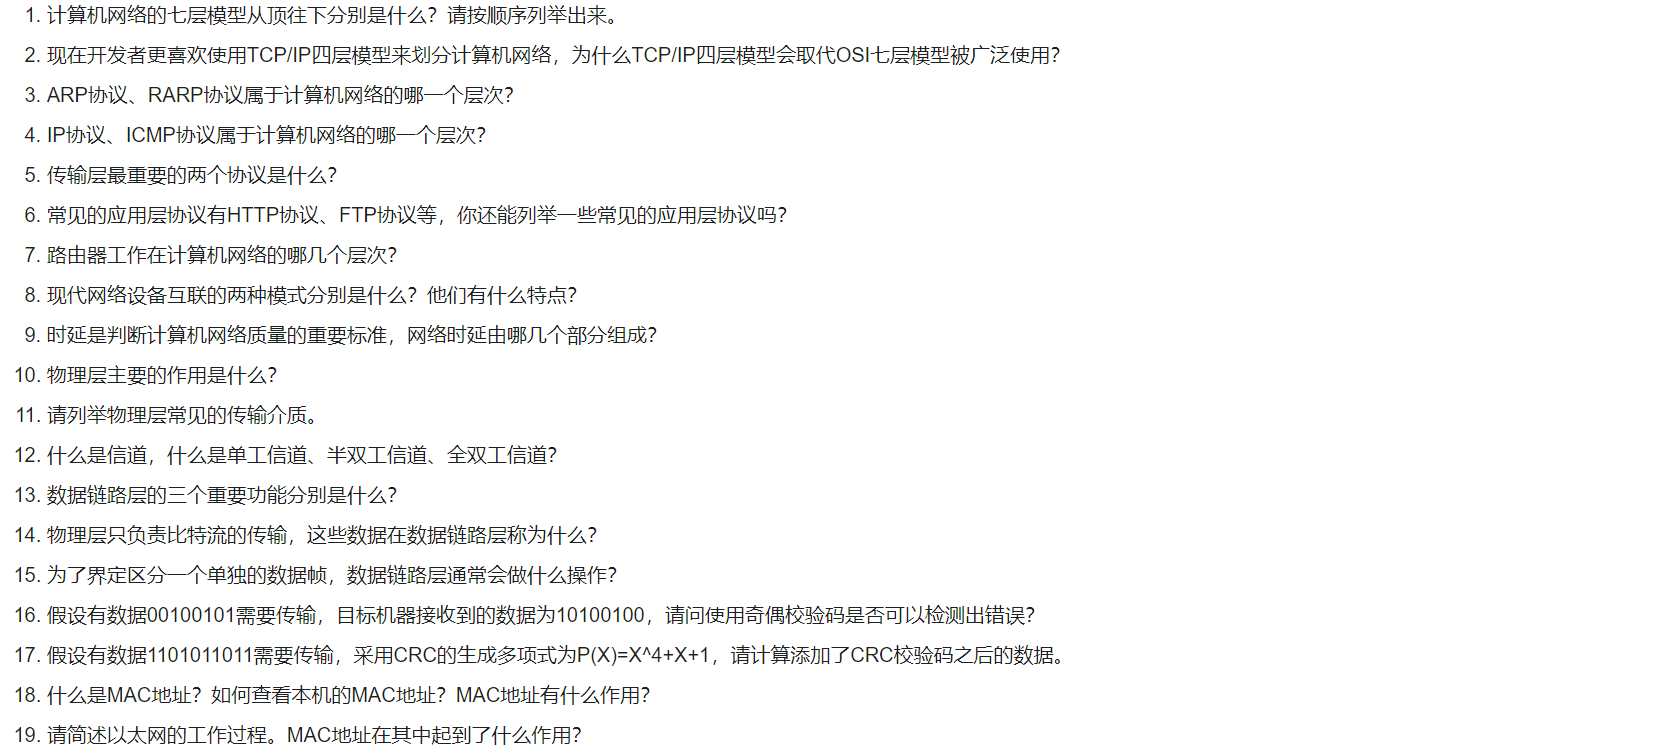 1. 计算机网络的七层模型从顶往下分别是什么？请按顺序列举出来。
2. 现在开发者更喜欢使用TCP/IP四层模型来划分计算机网络，为什么TCP/IP四层模型会取代OSI七层模型被广泛使用？
3. ARP协议、RARP协议属于计算机网络的哪一个层次？
4. IP协议、ICMP协议属于计算机网络的哪一个层次？
5. 传输层最重要的两个协议是什么？
6. 常见的应用层协议有HTTP协议、FTP协议等，你还能列举一些常见的应用层协议吗？
7. 路由器工作在计算机网络的哪几个层次？
8. 现代网络设备互联的两种模式分别是什么？他们有什么特点？
9. 时延是判断计算机网络质量的重要标准，网络时延由哪几个部分组成？
10. 物理层主要的作用是什么？
11. 请列举物理层常见的传输介质。
12. 什么是信道，什么是单工信道、半双工信道、全双工信道？
13. 数据链路层的三个重要功能分别是什么？
14. 物理层只负责比特流的传输，这些数据在数据链路层称为什么？
15. 为了界定区分一个单独的数据帧，数据链路层通常会做什么操作？
16. 假设有数据00100101需要传输，目标机器接收到的数据为10100100，请问使用奇偶校验码是否可以检测出错误？
17. 假设有数据1101011011需要传输，采用CRC的生成多项式为P(X)=X^4+X+1，请计算添加了CRC校验码之后的数据。
18. 什么是MAC地址？如何查看本机的MAC地址？MAC地址有什么作用？
19. 请简述以太网的工作过程。MAC地址在其中起到了什么作用？